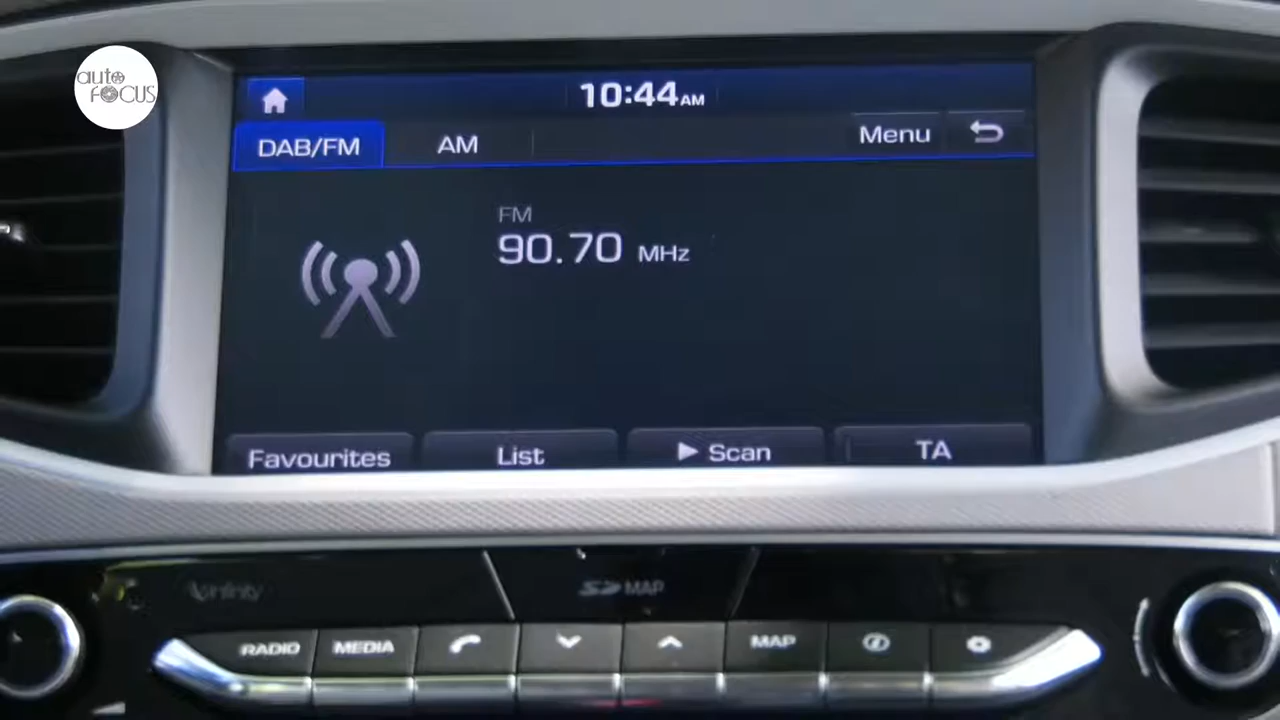 auto
FOCUS
10:44 AM
DAB/FM AM Menu
FM
90.70 MHz
Favourites List Scan TA
infinity SD MAP
RADIO MEDIA MAP